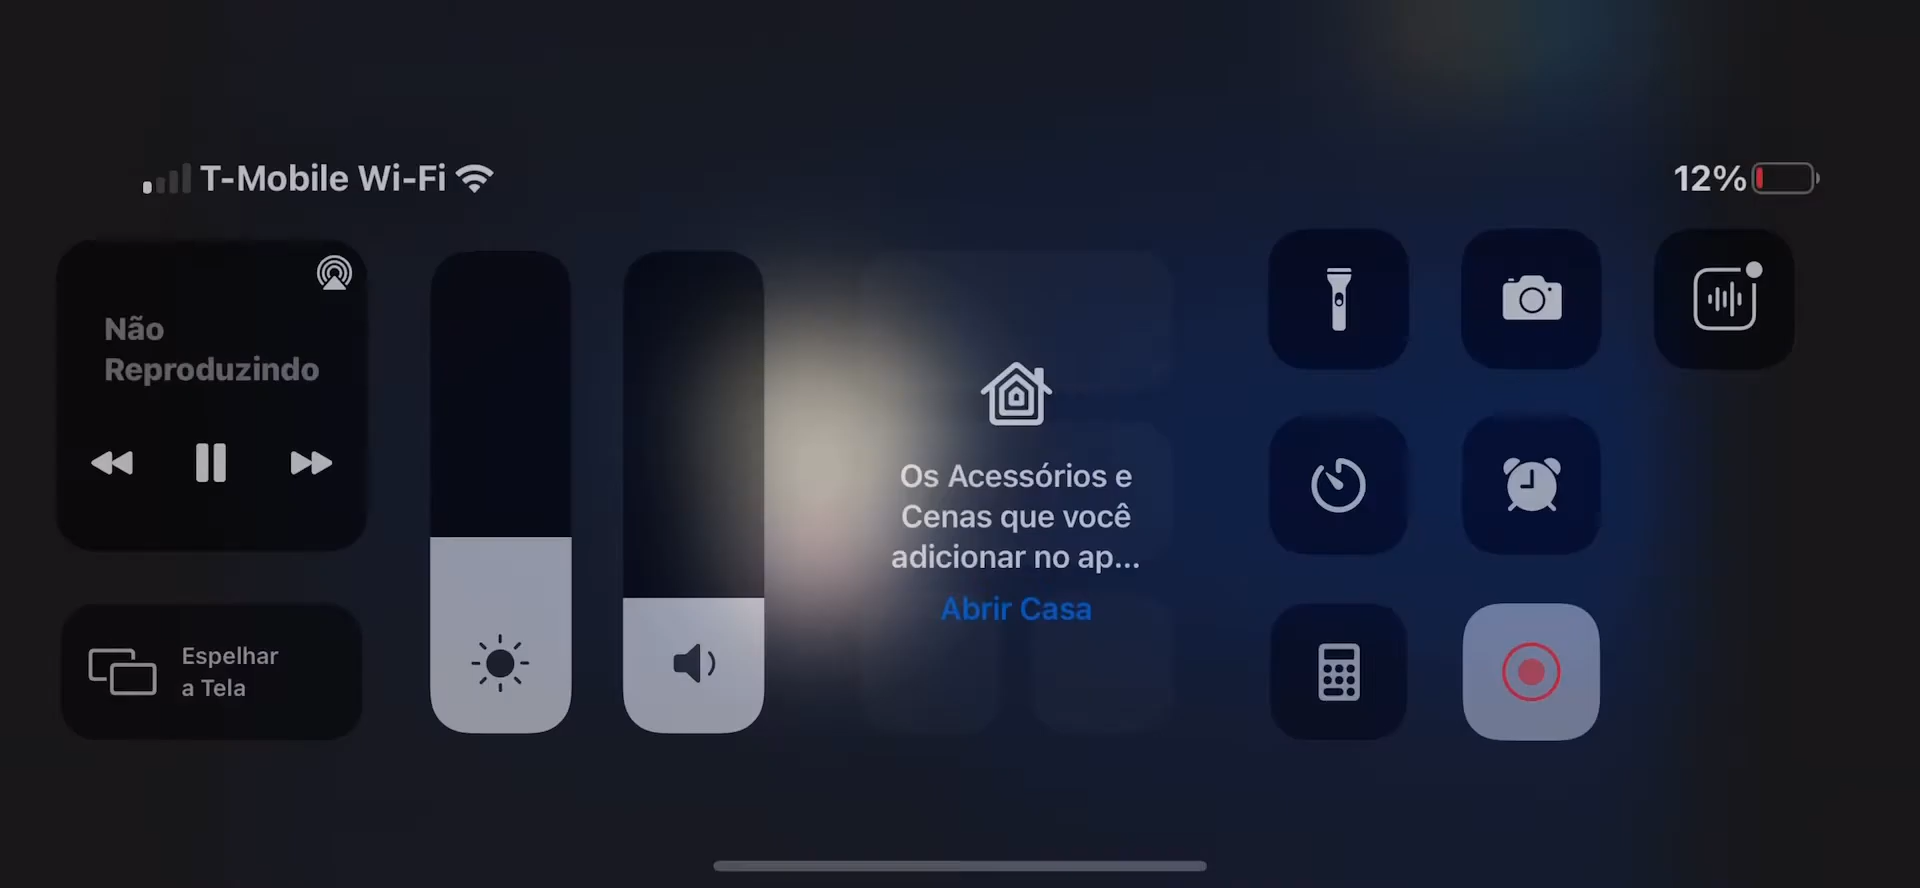 T-Mobile Wi-Fi
12%
Não
Reproduzindo
Espelhar
a Tela
Os Acessórios e
Cenas que você
adicionar no ap...
Abrir Casa